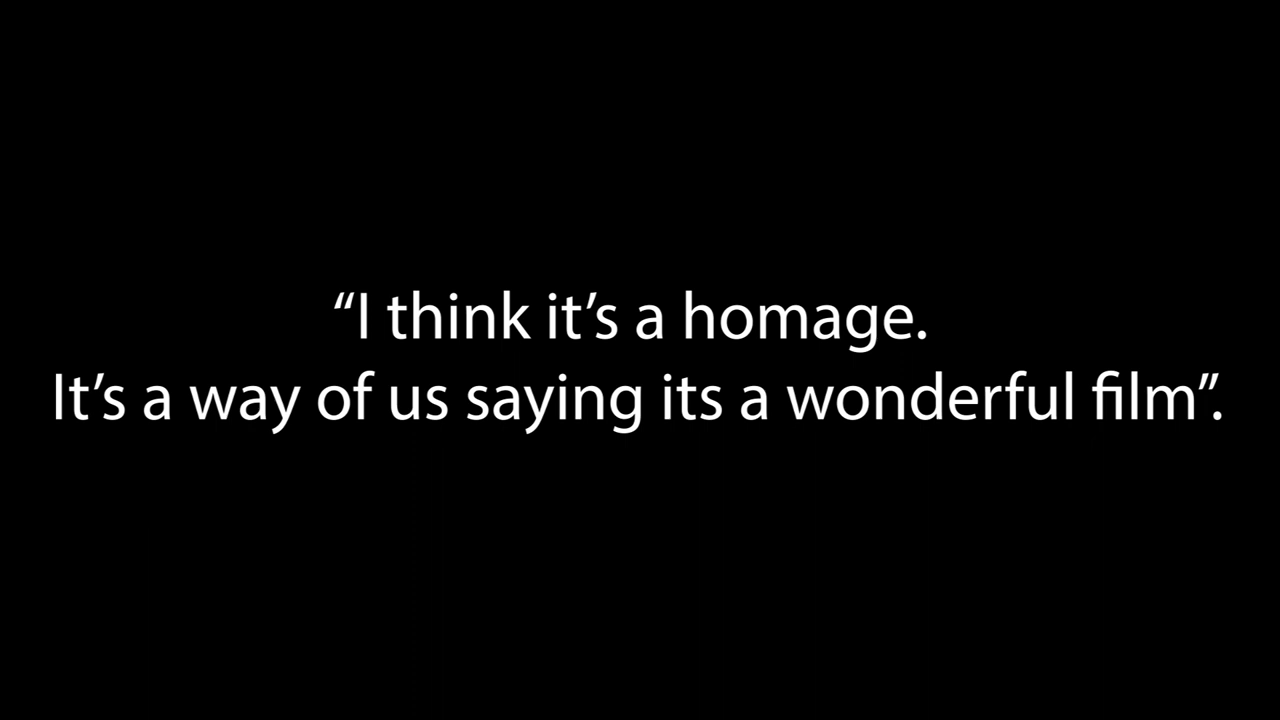 “I think it’s a homage.
It’s a way of us saying its a wonderful film”.